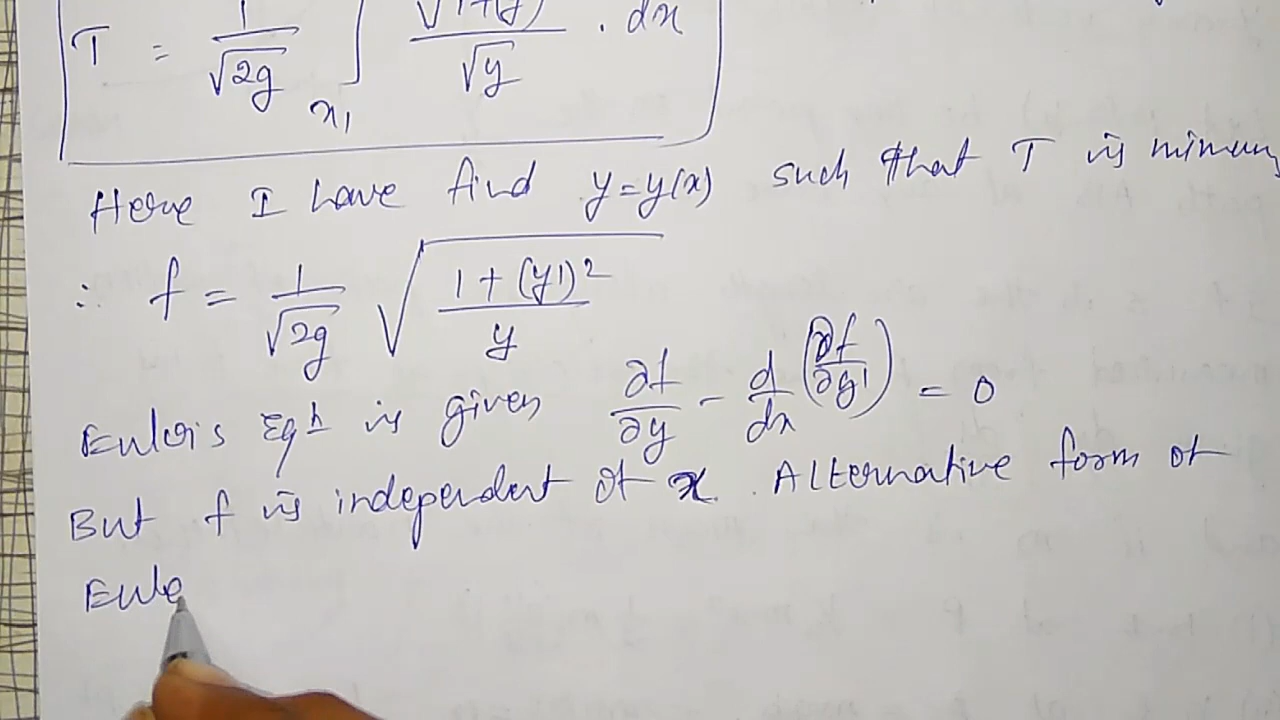 T = 1/√2g ∫x₁ √1+(y')/√y . dx
Here I have find y=y(x) such that T is minimum
∴ f = 1/√2g √(1+(y')²/y)
Euler's Eqn is given ∂f/∂y - d/dx (∂f/∂y') = 0
But f is independent of x. Alternative form of
Eule